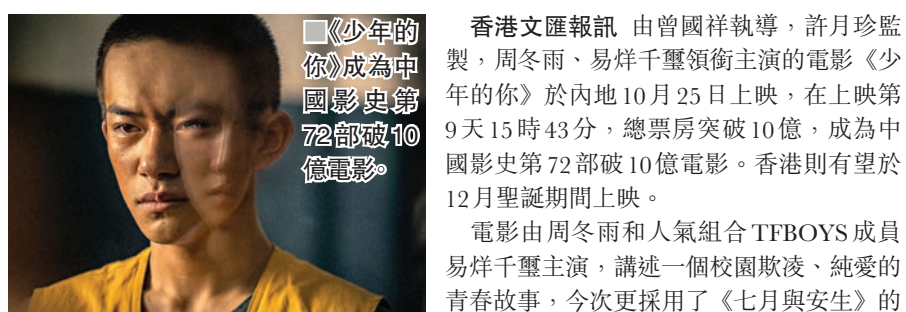 ■《少年的
你》成為中
國影史第
72部破10
億電影。
香港文匯報訊 由曾國祥執導，許月珍監
製，周冬雨、易烊千璽領銜主演的電影《少
年的你》於內地10月25日上映，在上映第
9天15時43分，總票房突破10億，成為中
國影史第72部破10億電影。香港則有望於
12月聖誕期間上映。
電影由周冬雨和人氣組合TFBOYS成員
易烊千璽主演，講述一個校園欺凌、純愛的
青春故事，今次更採用了《七月與安生》的